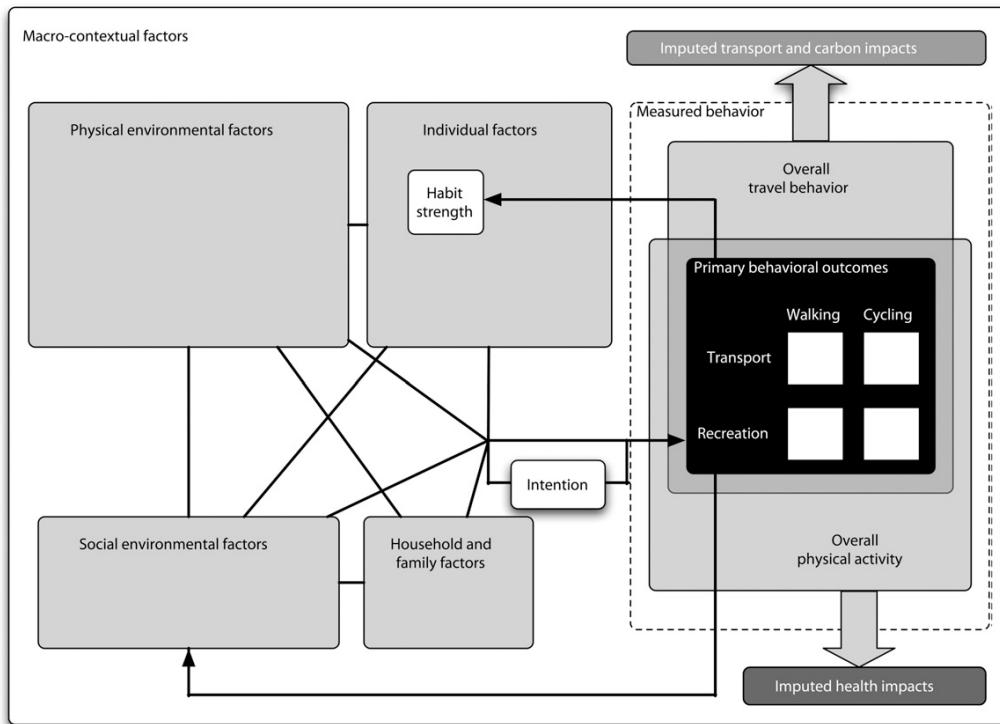 Macro-contextual factors
Imputed transport and carbon impacts
Measured behavior
Physical environmental factors
Individual factors
Habit
strength
Overall
travel behavior
Primary behavioral outcomes
Walking
Cycling
Transport
Recreation
Intention
Social environmental factors
Household and
family factors
Overall
physical activity
Imputed health impacts